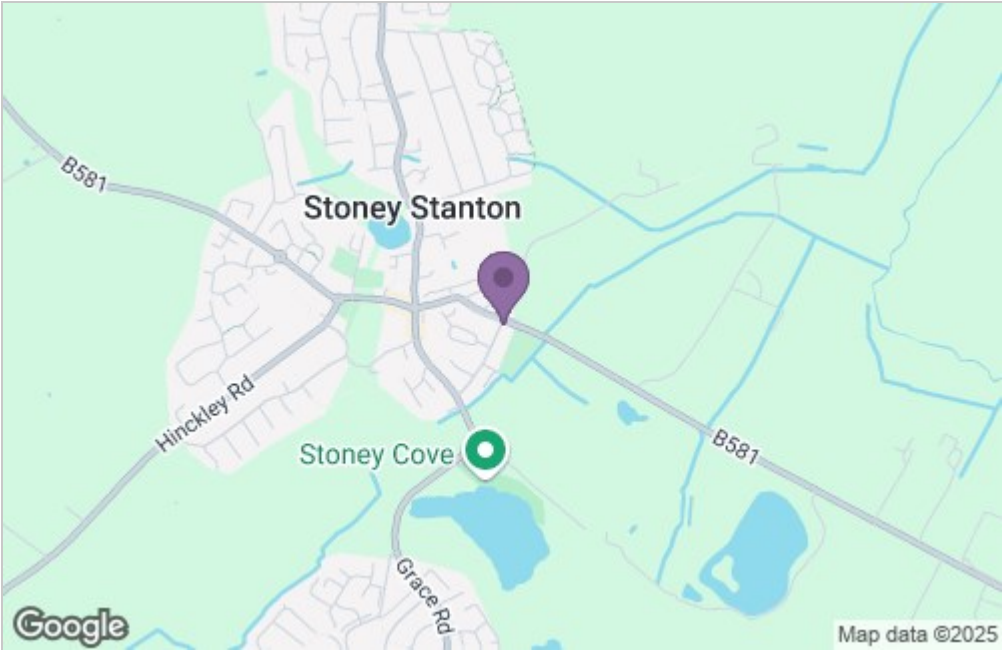 B581
Stoney Stanton
Hinckley Rd
Stoney Cove
B581
Grace Rd
Google
Map data ©2025